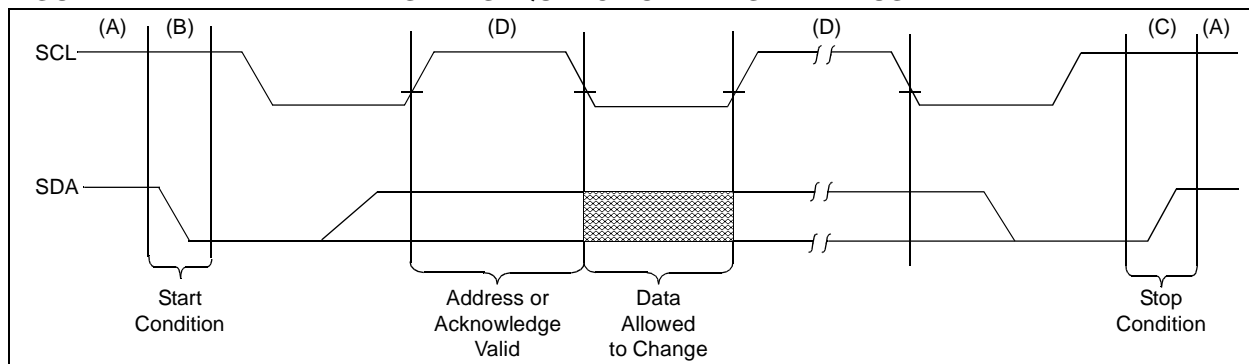 (A) (B) (D) (D) (C) (A)
SCL
SDA
Start
Condition
Address or
Acknowledge
Valid
Data
Allowed
to Change
Stop
Condition